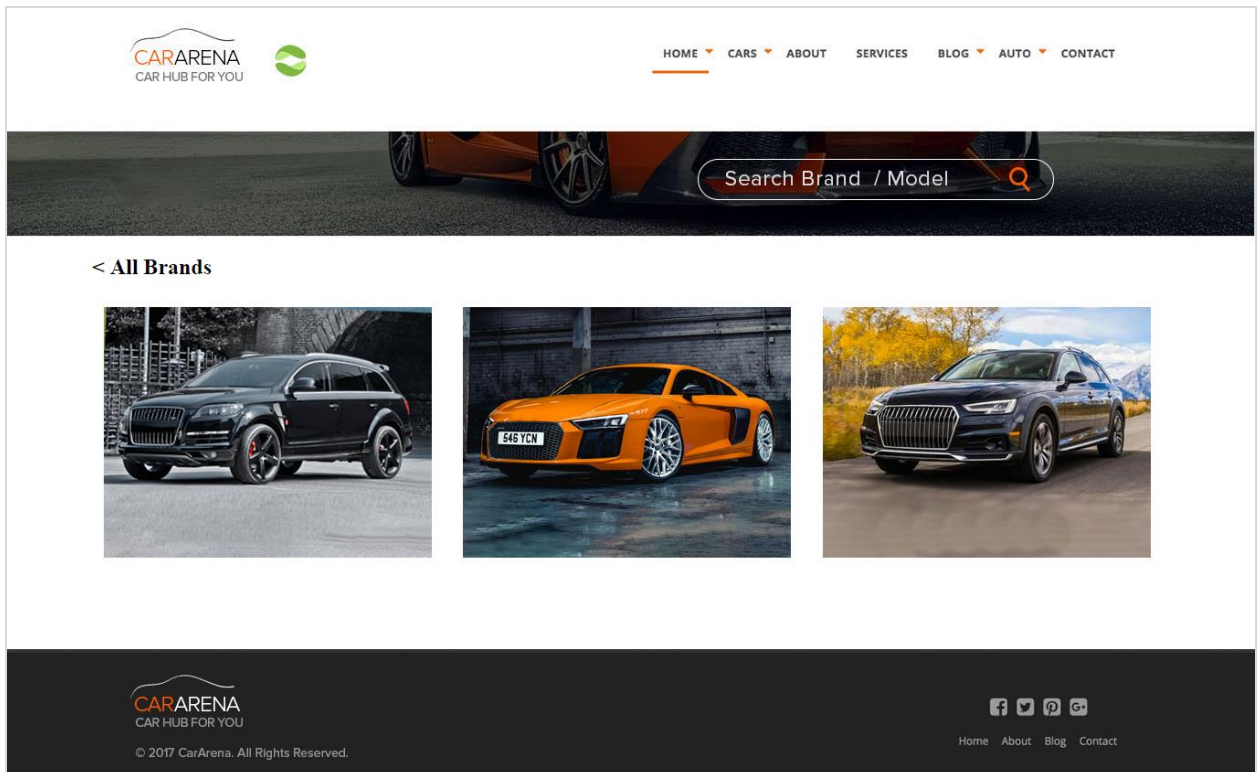 CARARENA
CAR HUB FOR YOU
HOME CARS ABOUT SERVICES BLOG AUTO CONTACT
Search Brand / Model
< All Brands
546 YCN
CARARENA
CAR HUB FOR YOU
© 2017 CarArena. All Rights Reserved.
Home About Blog Contact